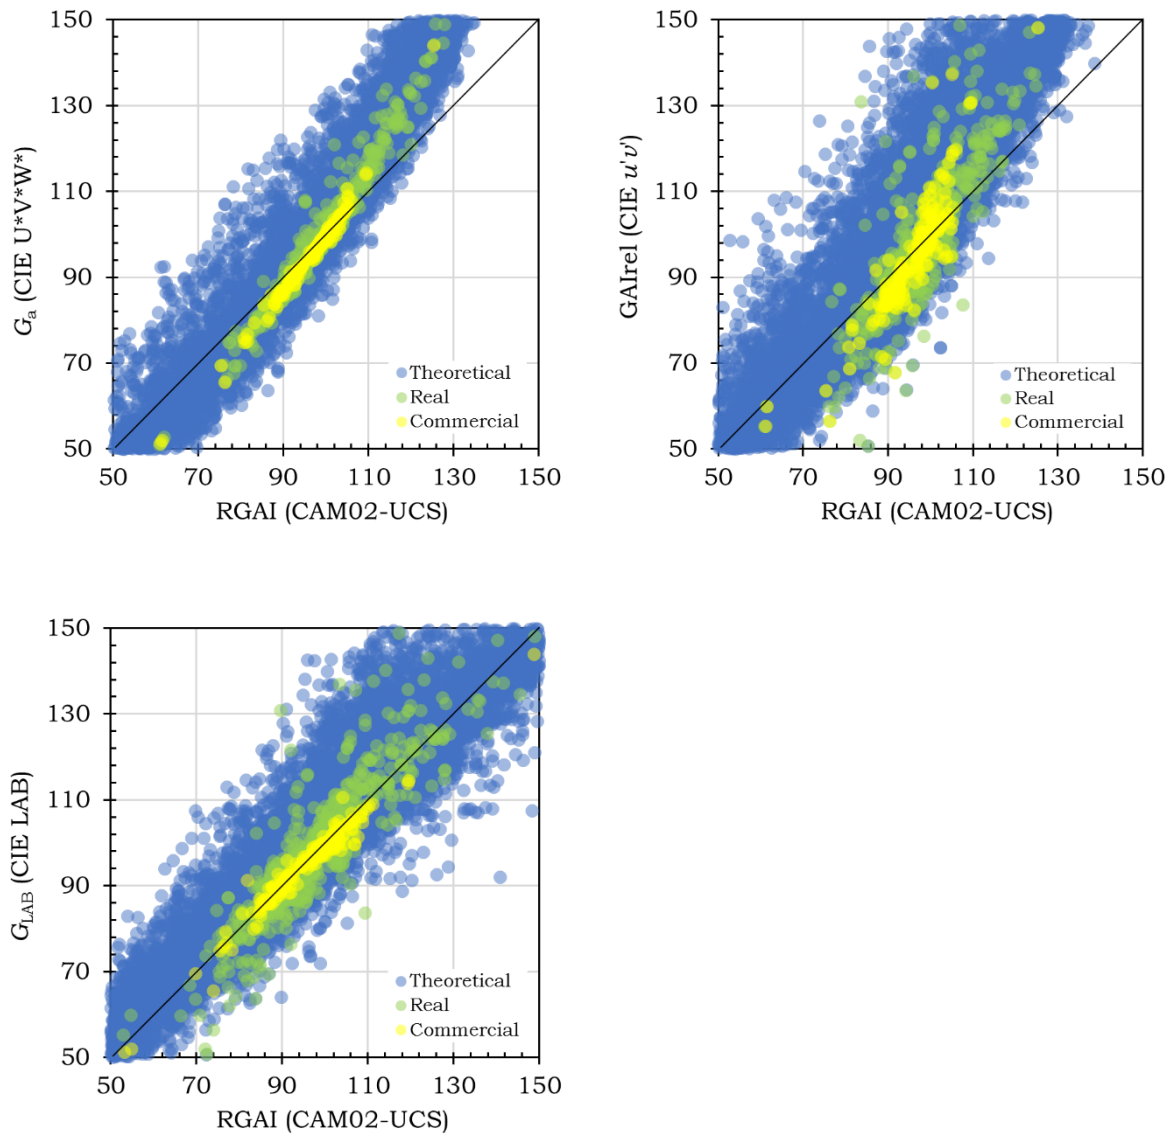 150
130
110
90
70
50
G_a (CIE U*V*W*)
Theoretical
Real
Commercial
50 70 90 110 130 150
RGAI (CAM02-UCS)
150
130
110
90
70
50
GAIrel (CIE u'v')
Theoretical
Real
Commercial
50 70 90 110 130 150
RGAI (CAM02-UCS)
150
130
110
90
70
50
G_LAB (CIE LAB)
Theoretical
Real
Commercial
50 70 90 110 130 150
RGAI (CAM02-UCS)